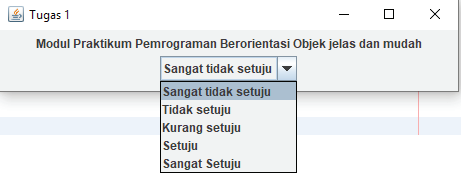 Tugas 1
Modul Praktikum Pemrograman Berorientasi Objek jelas dan mudah
Sangat tidak setuju
Sangat tidak setuju
Tidak setuju
Kurang setuju
Setuju
Sangat Setuju